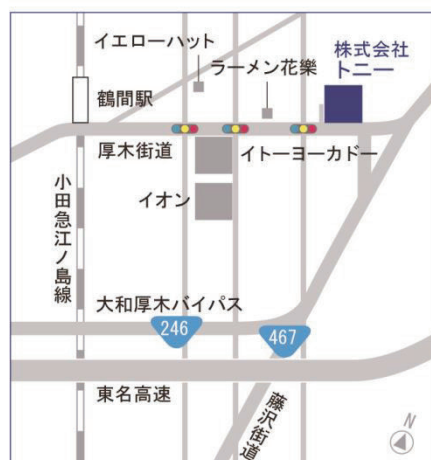 イエローハット
株式会社
トニー
ラーメン花樂
鶴間駅
厚木街道
イトーヨーカドー
小田急江ノ島線
イオン
大和厚木バイパス
246
467
東名高速
藤沢街道
N